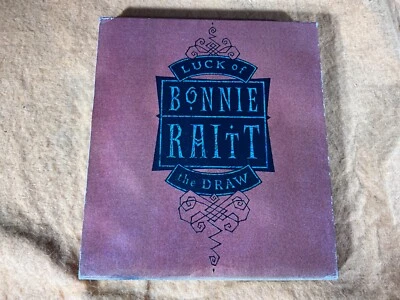 LUCK of
BONNIE
RAITT
the DRAW